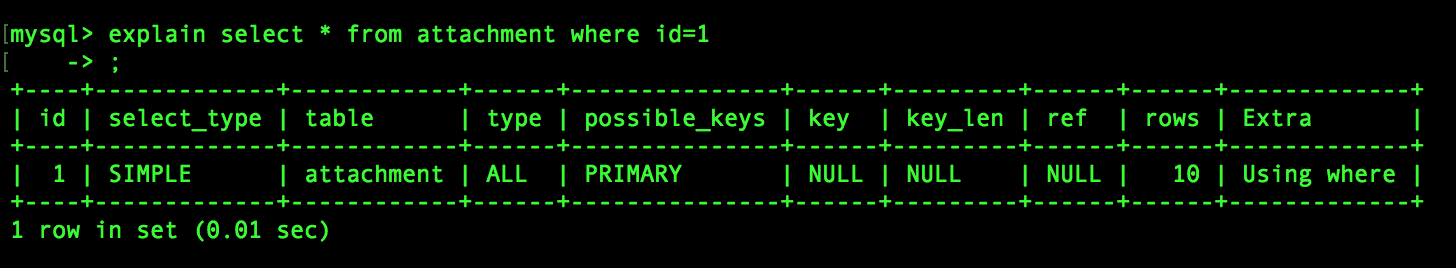 [mysql> explain select * from attachment where id=1
[    -> ;
+----+-------------+------------+------+---------------+------+---------+------+------+-------------+
| id | select_type | table      | type | possible_keys | key  | key_len | ref  | rows | Extra       |
+----+-------------+------------+------+---------------+------+---------+------+------+-------------+
|  1 | SIMPLE      | attachment | ALL  | PRIMARY       | NULL | NULL    | NULL |   10 | Using where |
+----+-------------+------------+------+---------------+------+---------+------+------+-------------+
1 row in set (0.01 sec)